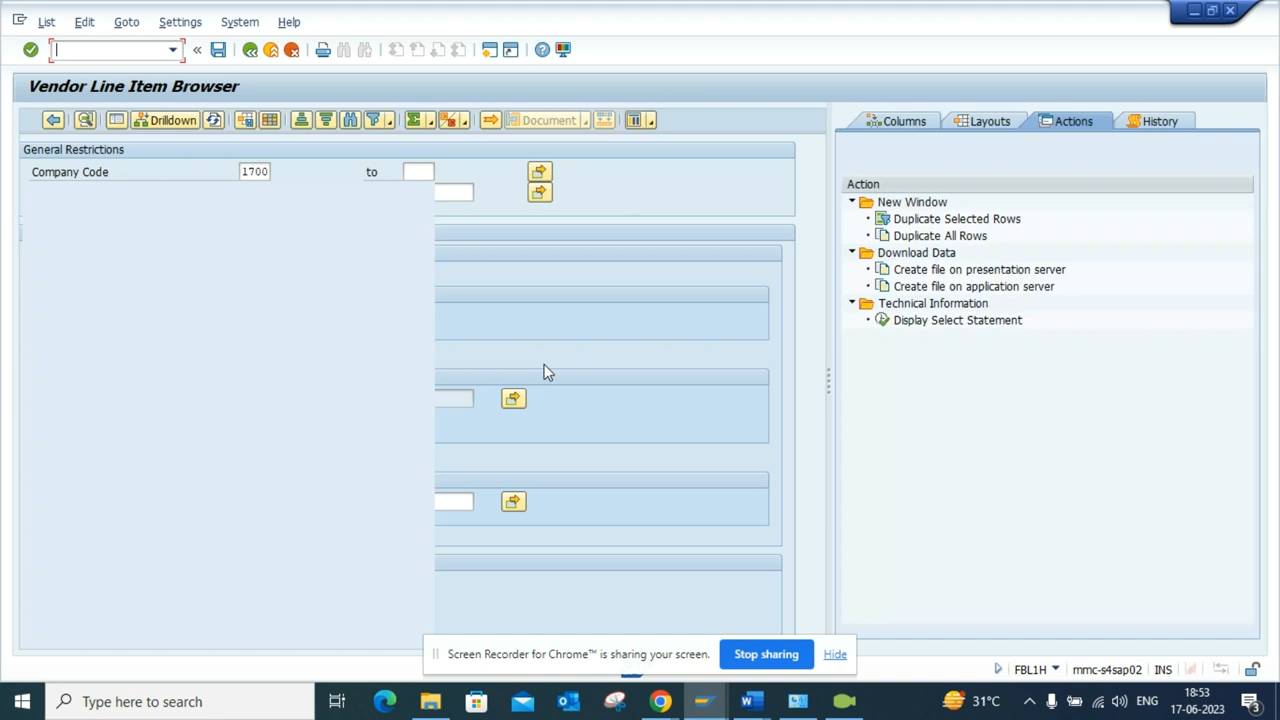 List Edit Goto Settings System Help
Vendor Line Item Browser
Drilldown Document
Columns Layouts Actions History
General Restrictions
Company Code 1700 to
Action
New Window
Duplicate Selected Rows
Duplicate All Rows
Download Data
Create file on presentation server
Create file on application server
Technical Information
Display Select Statement
Screen Recorder for Chrome™ is sharing your screen. Stop sharing Hide
FBL1H mmc-s4sap02 INS
Type here to search
31°C ENG 18:53
17-06-2023 3